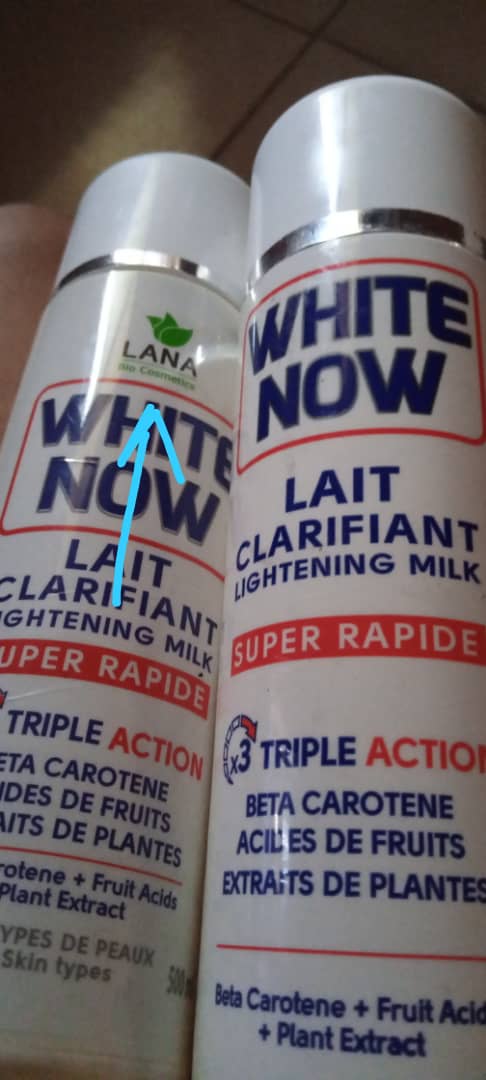 LANA
Bio Cosmetics
WHITE
NOW
LAIT
CLARIFIANT
LIGHTENING MILK
SUPER RAPIDE
TRIPLE ACTION
BETA CAROTENE
ACIDES DE FRUITS
EXTRAITS DE PLANTES
Carotene + Fruit Acids
Plant Extract
TYPES DE PEAUX
Skin types
500
WHITE
NOW
LAIT
CLARIFIANT
LIGHTENING MILK
SUPER RAPIDE
x3 TRIPLE ACTION
BETA CAROTENE
ACIDES DE FRUITS
EXTRAITS DE PLANTES
Beta Carotene + Fruit Acid
+ Plant Extract